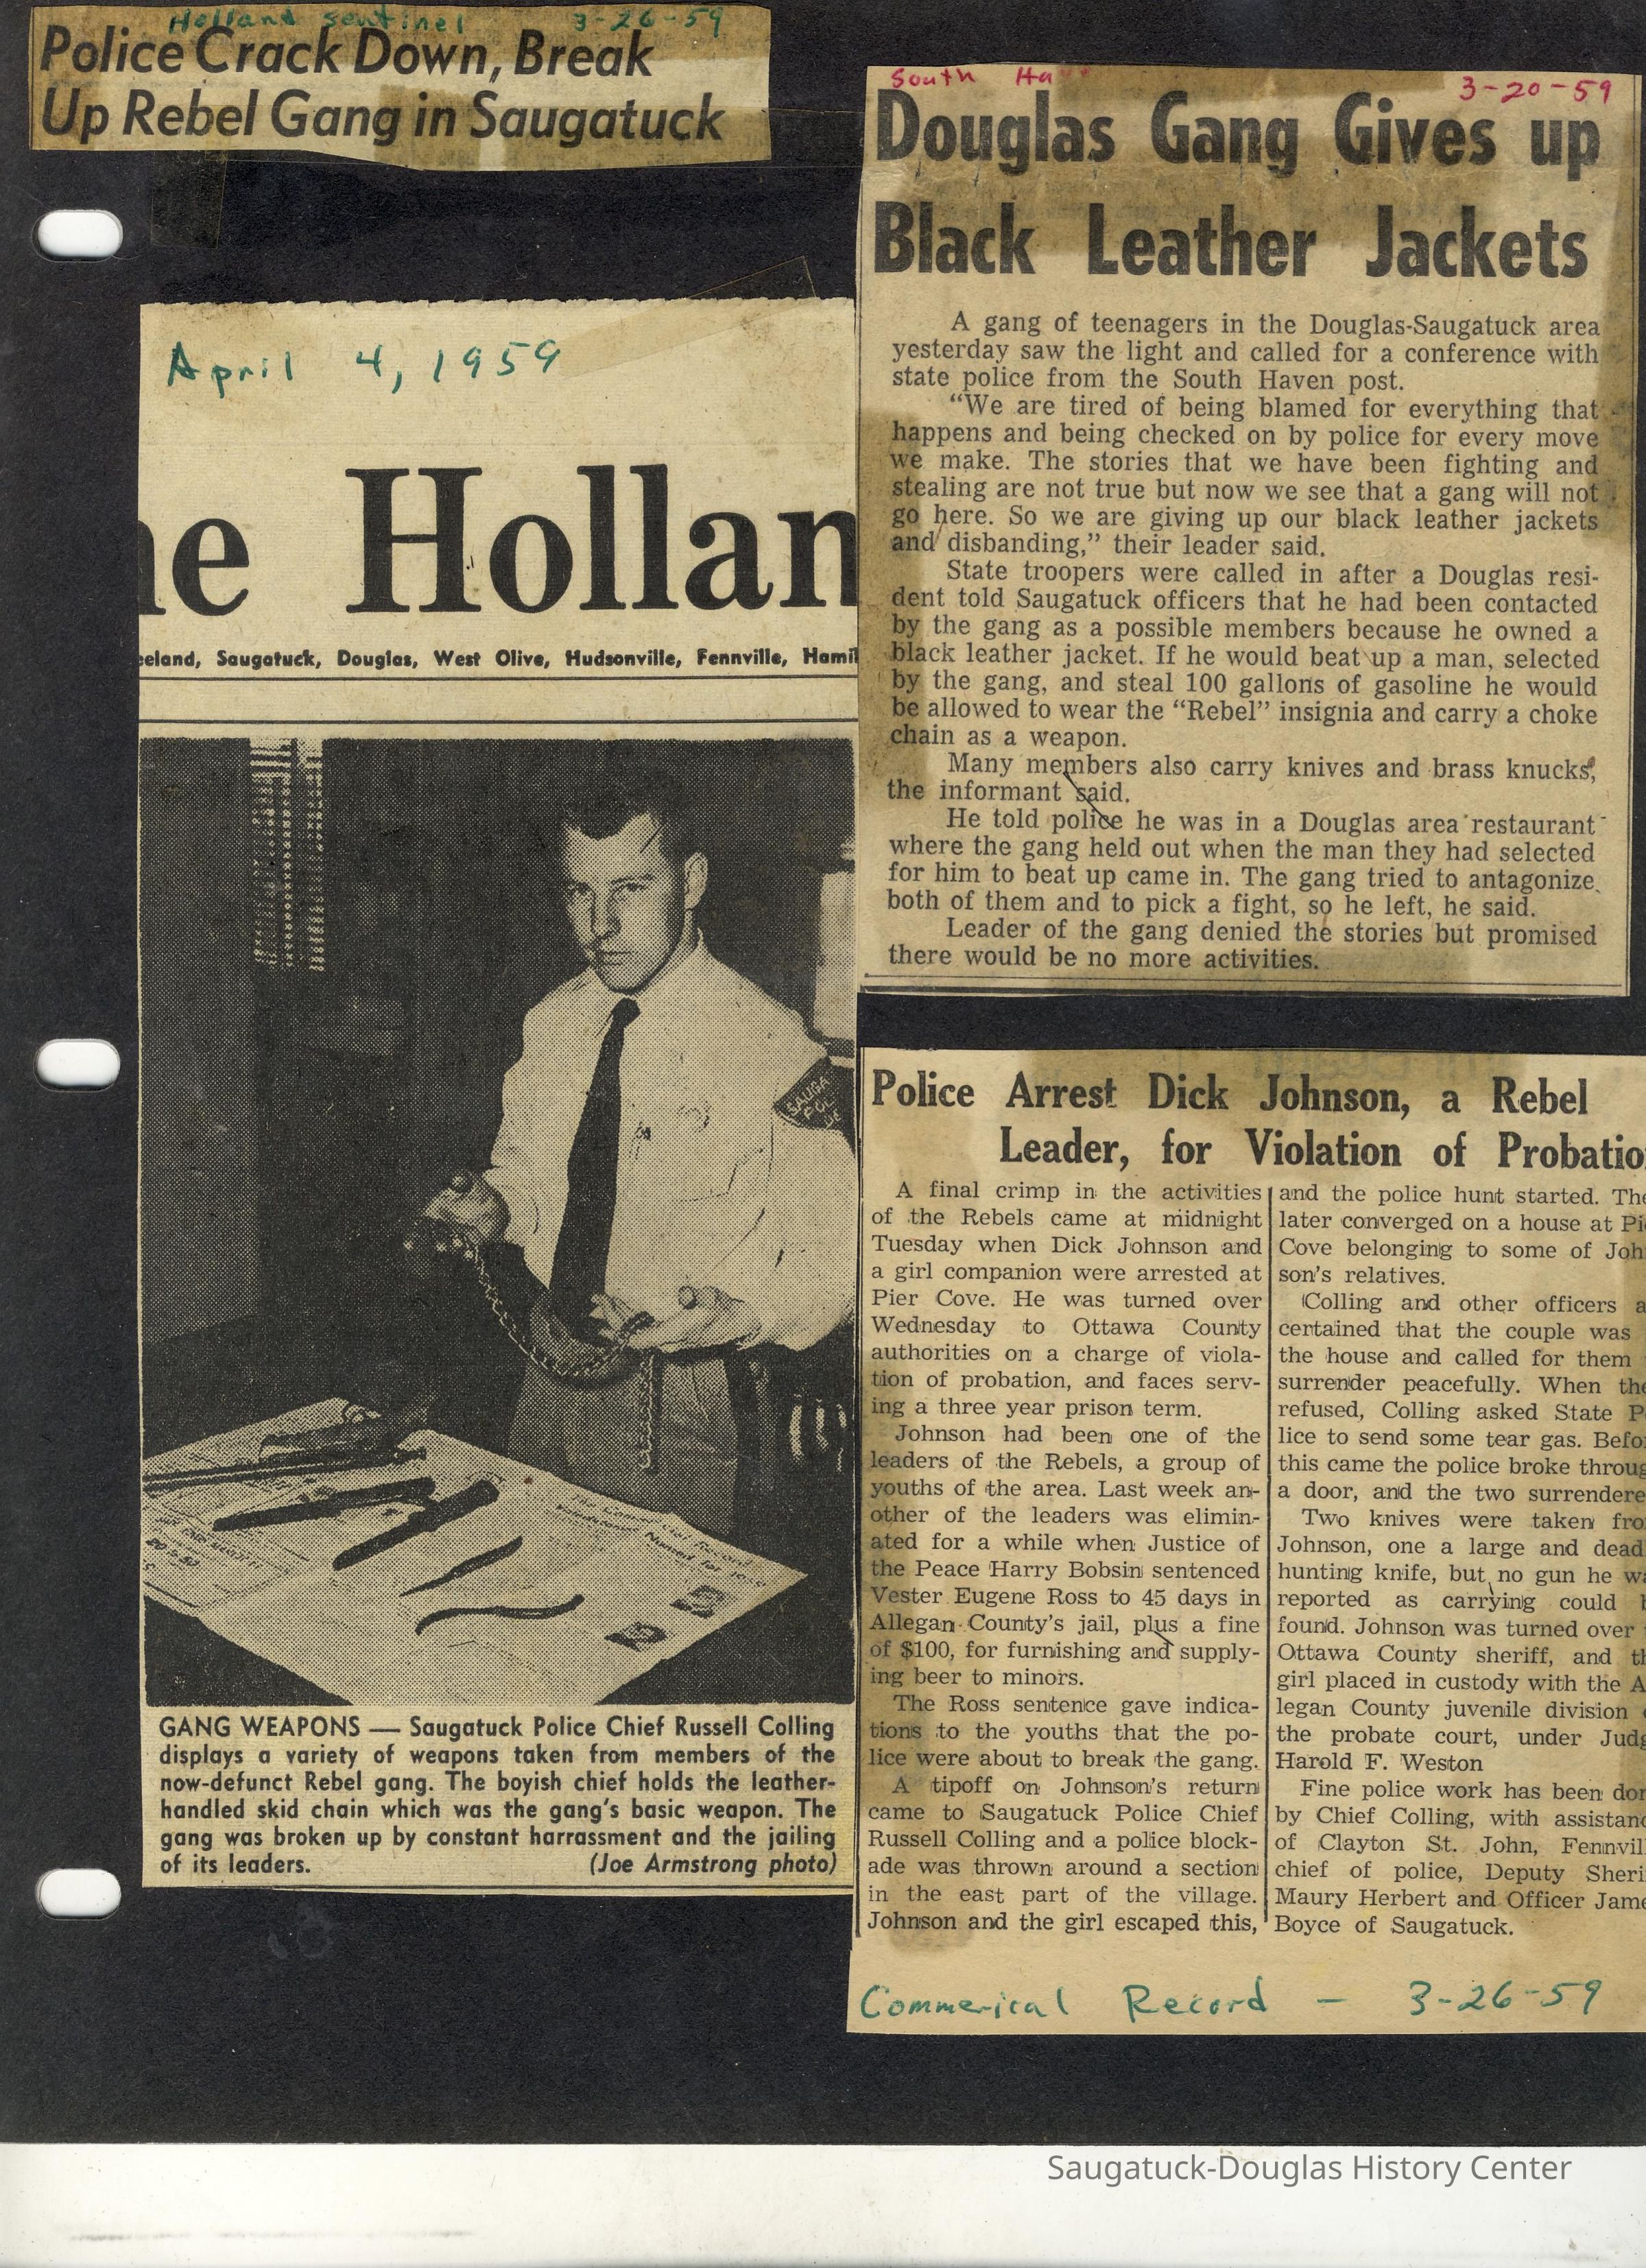 Holland Sentinel 3-26-59
Police Crack Down, Break
Up Rebel Gang in Saugatuck
April 4, 1959
he Hollan
eeland, Saugatuck, Douglas, West Olive, Hudsonville, Fennville, Hamil
SAUGA
POL
GANG WEAPONS — Saugatuck Police Chief Russell Colling
displays a variety of weapons taken from members of the
now-defunct Rebel gang. The boyish chief holds the leather-
handled skid chain which was the gang's basic weapon. The
gang was broken up by constant harrassment and the jailing
of its leaders. (Joe Armstrong photo)
South Ha 3-20-59
Douglas Gang Gives up
Black Leather Jackets
A gang of teenagers in the Douglas-Saugatuck area
yesterday saw the light and called for a conference with
state police from the South Haven post.
“We are tired of being blamed for everything that
happens and being checked on by police for every move
we make. The stories that we have been fighting and
stealing are not true but now we see that a gang will not
go here. So we are giving up our black leather jackets
and disbanding,” their leader said.
State troopers were called in after a Douglas resi-
dent told Saugatuck officers that he had been contacted
by the gang as a possible members because he owned a
black leather jacket. If he would beat up a man, selected
by the gang, and steal 100 gallons of gasoline he would
be allowed to wear the “Rebel” insignia and carry a choke
chain as a weapon.
Many members also carry knives and brass knucks,
the informant said.
He told police he was in a Douglas area restaurant
where the gang held out when the man they had selected
for him to beat up came in. The gang tried to antagonize
both of them and to pick a fight, so he left, he said.
Leader of the gang denied the stories but promised
there would be no more activities.
Police Arrest Dick Johnson, a Rebel
Leader, for Violation of Probatio
A final crimp in the activities
of the Rebels came at midnight
Tuesday when Dick Johnson and
a girl companion were arrested at
Pier Cove. He was turned over
Wednesday to Ottawa County
authorities on a charge of viola-
tion of probation, and faces serv-
ing a three year prison term.
Johnson had been one of the
leaders of the Rebels, a group of
youths of the area. Last week an-
other of the leaders was elimin-
ated for a while when Justice of
the Peace Harry Bobsin sentenced
Vester Eugene Ross to 45 days in
Allegan County's jail, plus a fine
of $100, for furnishing and supply-
ing beer to minors.
The Ross sentence gave indica-
tions to the youths that the po-
lice were about to break the gang.
A tipoff on Johnson's return
came to Saugatuck Police Chief
Russell Colling and a police block-
ade was thrown around a section
in the east part of the village.
Johnson and the girl escaped this,
and the police hunt started. The
later converged on a house at Pi
Cove belonging to some of Joh
son's relatives.
Colling and other officers a
certained that the couple was
the house and called for them
surrender peacefully. When the
refused, Colling asked State P
lice to send some tear gas. Befo
this came the police broke throug
a door, and the two surrendere
Two knives were taken fro
Johnson, one a large and dead
hunting knife, but no gun he wa
reported as carrying could b
found. Johnson was turned over
Ottawa County sheriff, and th
girl placed in custody with the A
legan County juvenile division
the probate court, under Judg
Harold F. Weston
Fine police work has been don
by Chief Colling, with assistanc
of Clayton St. John, Fennvil
chief of police, Deputy Sheri
Maury Herbert and Officer Jame
Boyce of Saugatuck.
Commerical Record - 3-26-59
Saugatuck-Douglas History Center